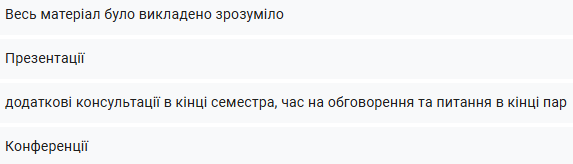 Весь матеріал було викладено зрозуміло
Презентації
додаткові консультації в кінці семестра, час на обговорення та питання в кінці пар
Конференції